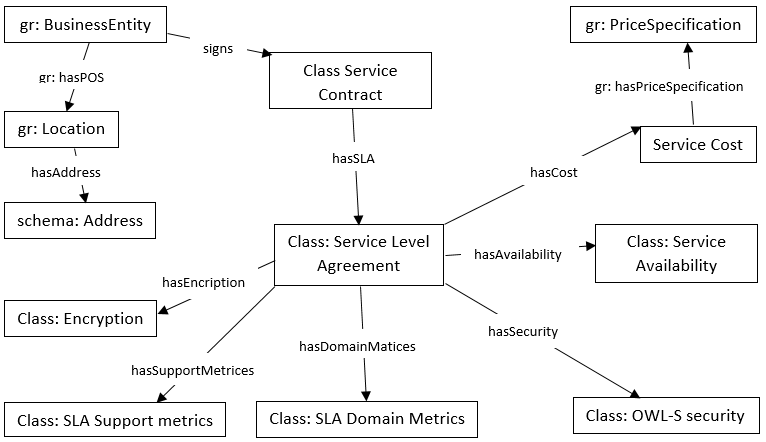 gr: BusinessEntity
gr: PriceSpecification
signs
Class Service
Contract
gr: hasPOS
gr: hasPriceSpecification
gr: Location
Service Cost
hasSLA
hasAddress
hasCost
schema: Address
Class: Service Level
Agreement
Class: Service
Availability
hasAvailability
hasEncription
Class: Encryption
hasSecurity
hasDomainMatices
hasSupportMetrices
Class: SLA Support metrics
Class: SLA Domain Metrics
Class: OWL-S security